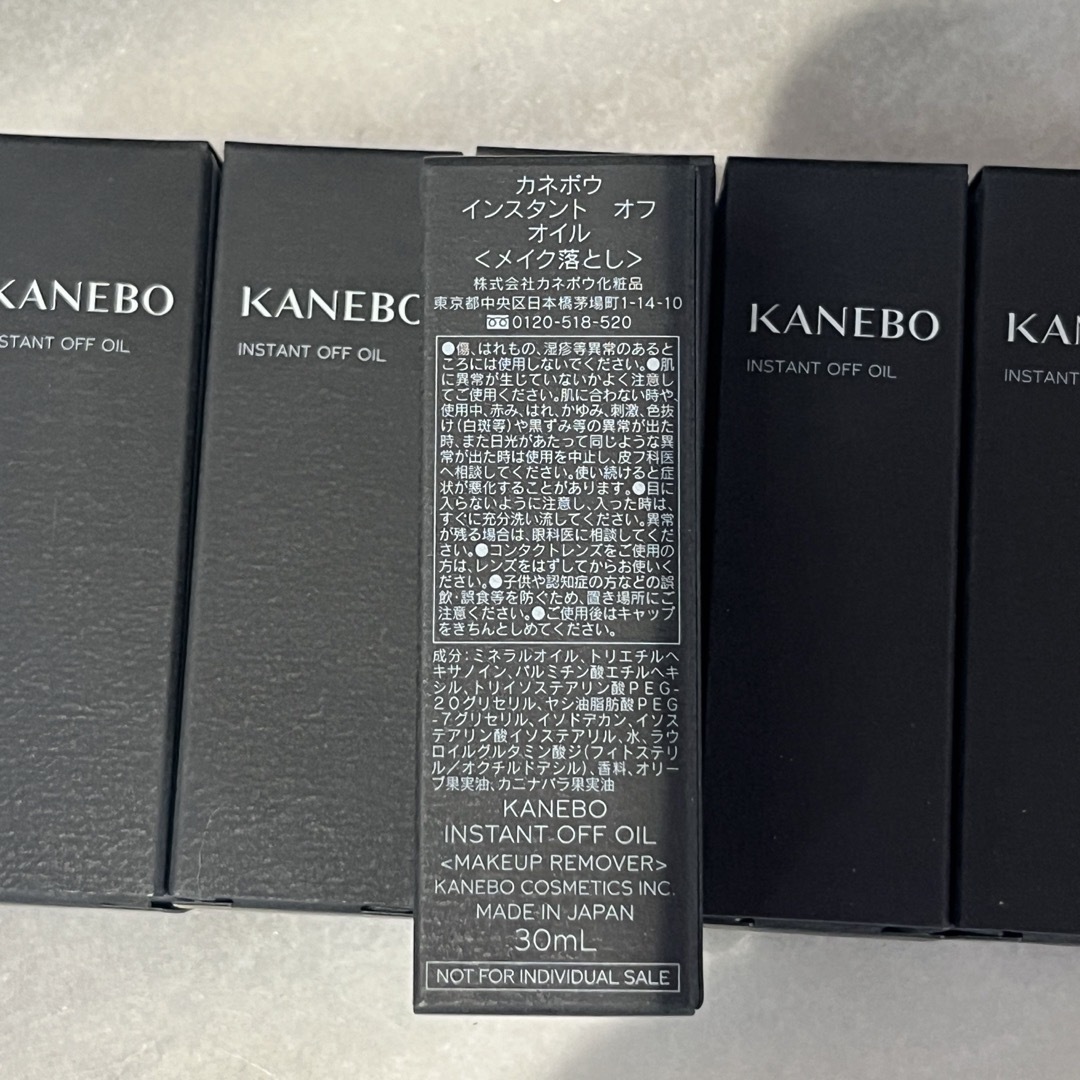 KANEBO
INSTANT OFF OIL
KANEBO
INSTANT OFF OIL
カネボウ
インスタント オフ
オイル
<メイク落とし>
株式会社カネボウ化粧品
東京都中央区日本橋茅場町1-14-10
0120-518-520
●傷、はれもの、湿疹等異常のあると
ころには使用しないでください。●肌
に異常が生じていないかよく注意し
てご使用ください。肌に合わない時や、
使用中、赤み、はれ、かゆみ、刺激、色抜
け(白斑等)や黒ずみ等の異常が出た
時、また日光があたって同じような異
常が出た時は使用を中止し、皮フ科医
へ相談してください。使い続けると症
状が悪化することがあります。●目に
入らないように注意し、入った時は、
すぐに充分洗い流してください。異常
が残る場合は、眼科医に相談してくだ
さい。●コンタクトレンズをご使用の
方は、レンズをはずしてからお使いく
ださい。●子供や認知症の方などの誤
飲・誤食等を防ぐため、置き場所にご
注意ください。●ご使用後はキャップ
をきちんとしめてください。
成分:ミネラルオイル、トリエチルヘ
キサノイン、パルミチン酸エチルヘキ
シル、トリイソステアリン酸PEG-
20グリセリル、ヤシ油脂肪酸PEG
-7グリセリル、イソドデカン、イソス
テアリン酸イソステアリル、水、ラウ
ロイルグルタミン酸ジ(フィトステリ
ル/オクチルドデシル)、香料、オリー
ブ果実油、カニナバラ果実油
KANEBO
INSTANT OFF OIL
<MAKEUP REMOVER>
KANEBO COSMETICS INC.
MADE IN JAPAN
30mL
NOT FOR INDIVIDUAL SALE
KANEBO
INSTANT OFF OIL
KAN
INSTANT